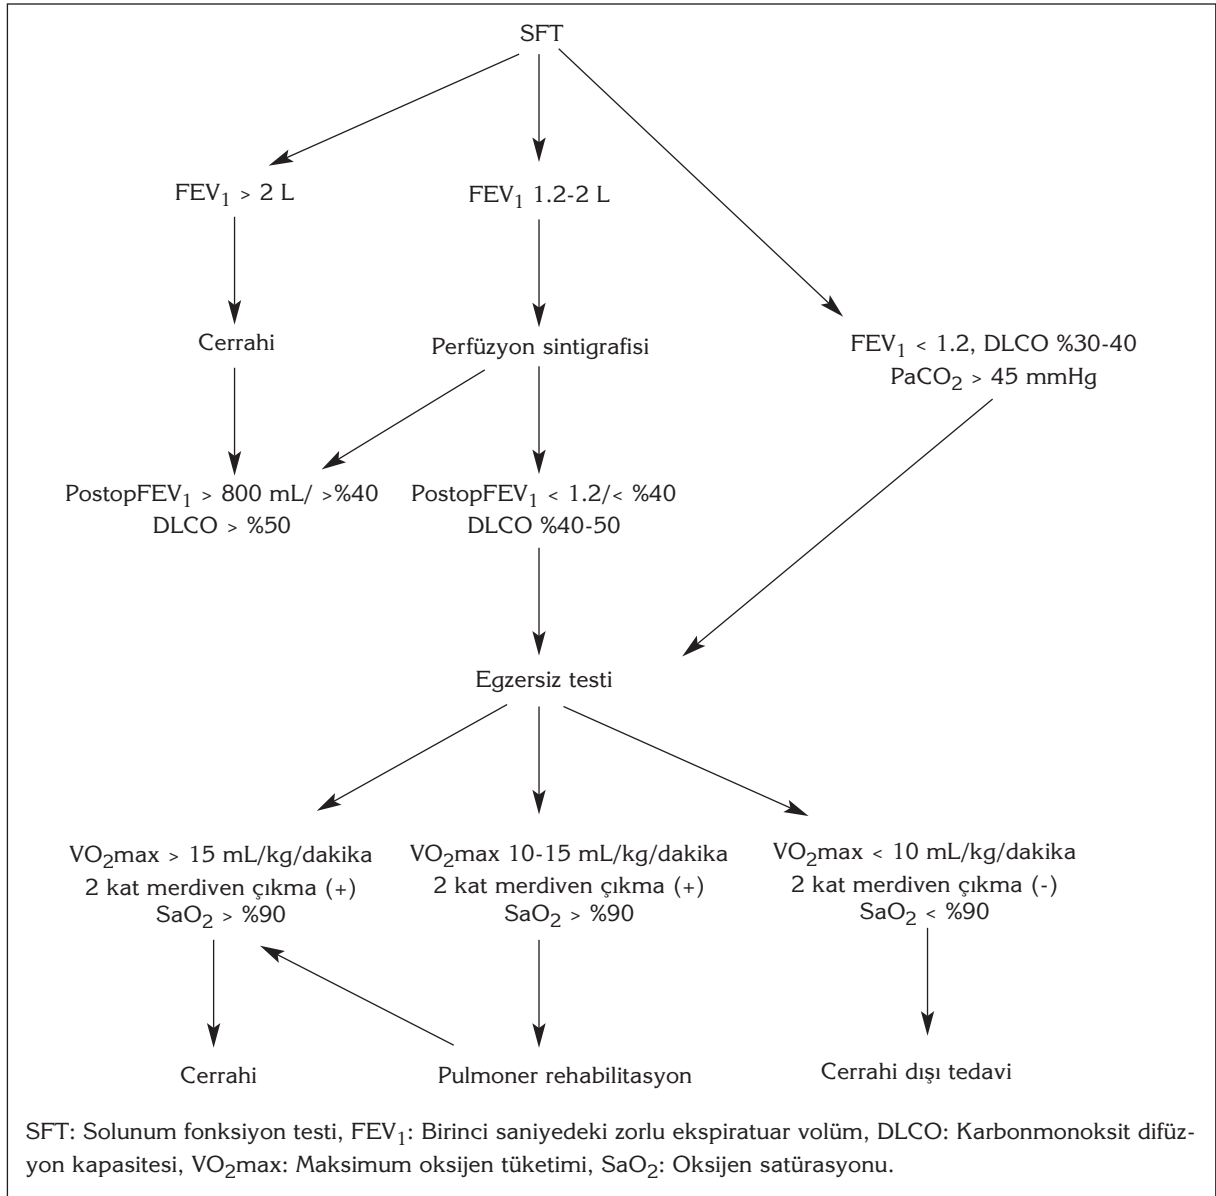 SFT
FEV1 > 2 L
FEV1 1.2-2 L
Cerrahi
Perfüzyon sintigrafisi
FEV1 < 1.2, DLCO %30-40
PaCO2 > 45 mmHg
PostopFEV1 > 800 mL/ >%40
DLCO > %50
PostopFEV1 < 1.2/< %40
DLCO %40-50
Egzersiz testi
VO2max > 15 mL/kg/dakika
2 kat merdiven çıkma (+)
SaO2 > %90
VO2max 10-15 mL/kg/dakika
2 kat merdiven çıkma (+)
SaO2 > %90
VO2max < 10 mL/kg/dakika
2 kat merdiven çıkma (-)
SaO2 < %90
Cerrahi
Pulmoner rehabilitasyon
Cerrahi dışı tedavi
SFT: Solunum fonksiyon testi, FEV1: Birinci saniyedeki zorlu ekspiratuar volüm, DLCO: Karbonmonoksit difüz-
yon kapasitesi, VO2max: Maksimum oksijen tüketimi, SaO2: Oksijen satürasyonu.